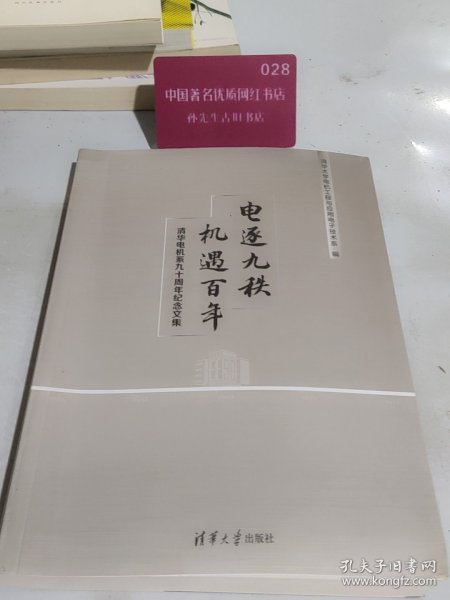 028
中国著名优质网红书店
孙先生古旧书店
清华大学电机工程与应用电子技术系 编
电逐九秩
机遇百年
清华电机系九十周年纪念文集
清华大学出版社
孔夫子旧书网
www.kongfz.com